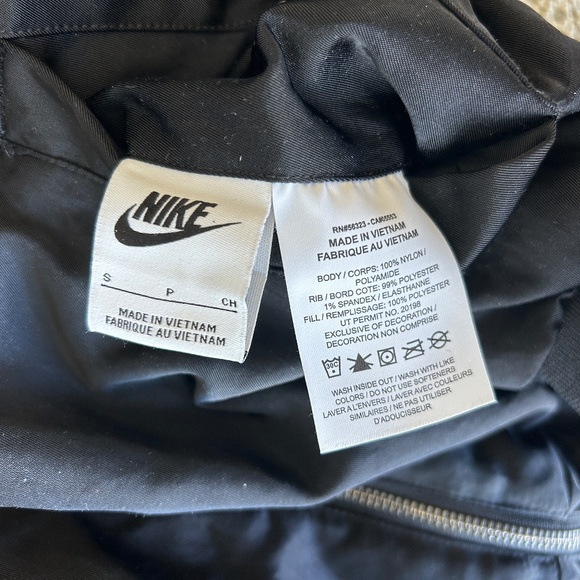 NIKE
S P CH
MADE IN VIETNAM
FABRIQUE AU VIETNAM
RN#56323 - CA#05553
MADE IN VIETNAM
FABRIQUE AU VIETNAM
BODY / CORPS: 100% NYLON /
POLYAMIDE
RIB / BORD COTE: 99% POLYESTER
1% SPANDEX / ELASTHANNE
FILL / REMPLISSAGE: 100% POLYESTER
UT PERMIT NO. 20198
EXCLUSIVE OF DECORATION /
DECORATION NON COMPRISE
30C
WASH INSIDE OUT / WASH WITH LIKE
COLORS / DO NOT USE SOFTENERS
LAVER A L'ENVERS / LAVER AVEC COULEURS
SIMILAIRES / NE PAS UTILISER
D'ADOUCISSEUR